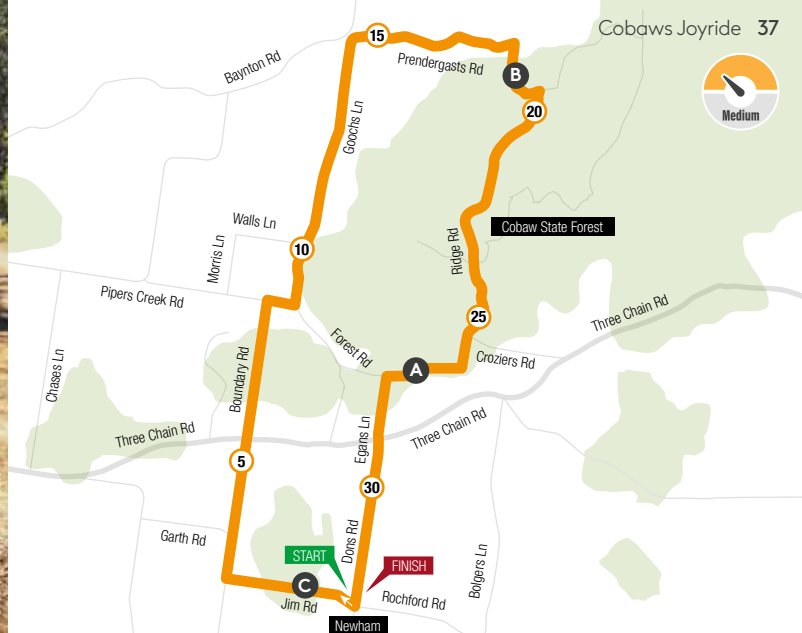 Cobaws Joyride 37
Medium
15
Baynton Rd
Prendergasts Rd
B
20
Goochs Ln
Walls Ln
10
Morris Ln
Cobaw State Forest
Ridge Rd
Pipers Creek Rd
25
Three Chain Rd
Forest Rd
Croziers Rd
A
Chases Ln
Boundary Rd
Three Chain Rd
Three Chain Rd
Egans Ln
5
30
Garth Rd
Dons Rd
START
FINISH
Bolgers Ln
C
Jim Rd
Rochford Rd
Newham